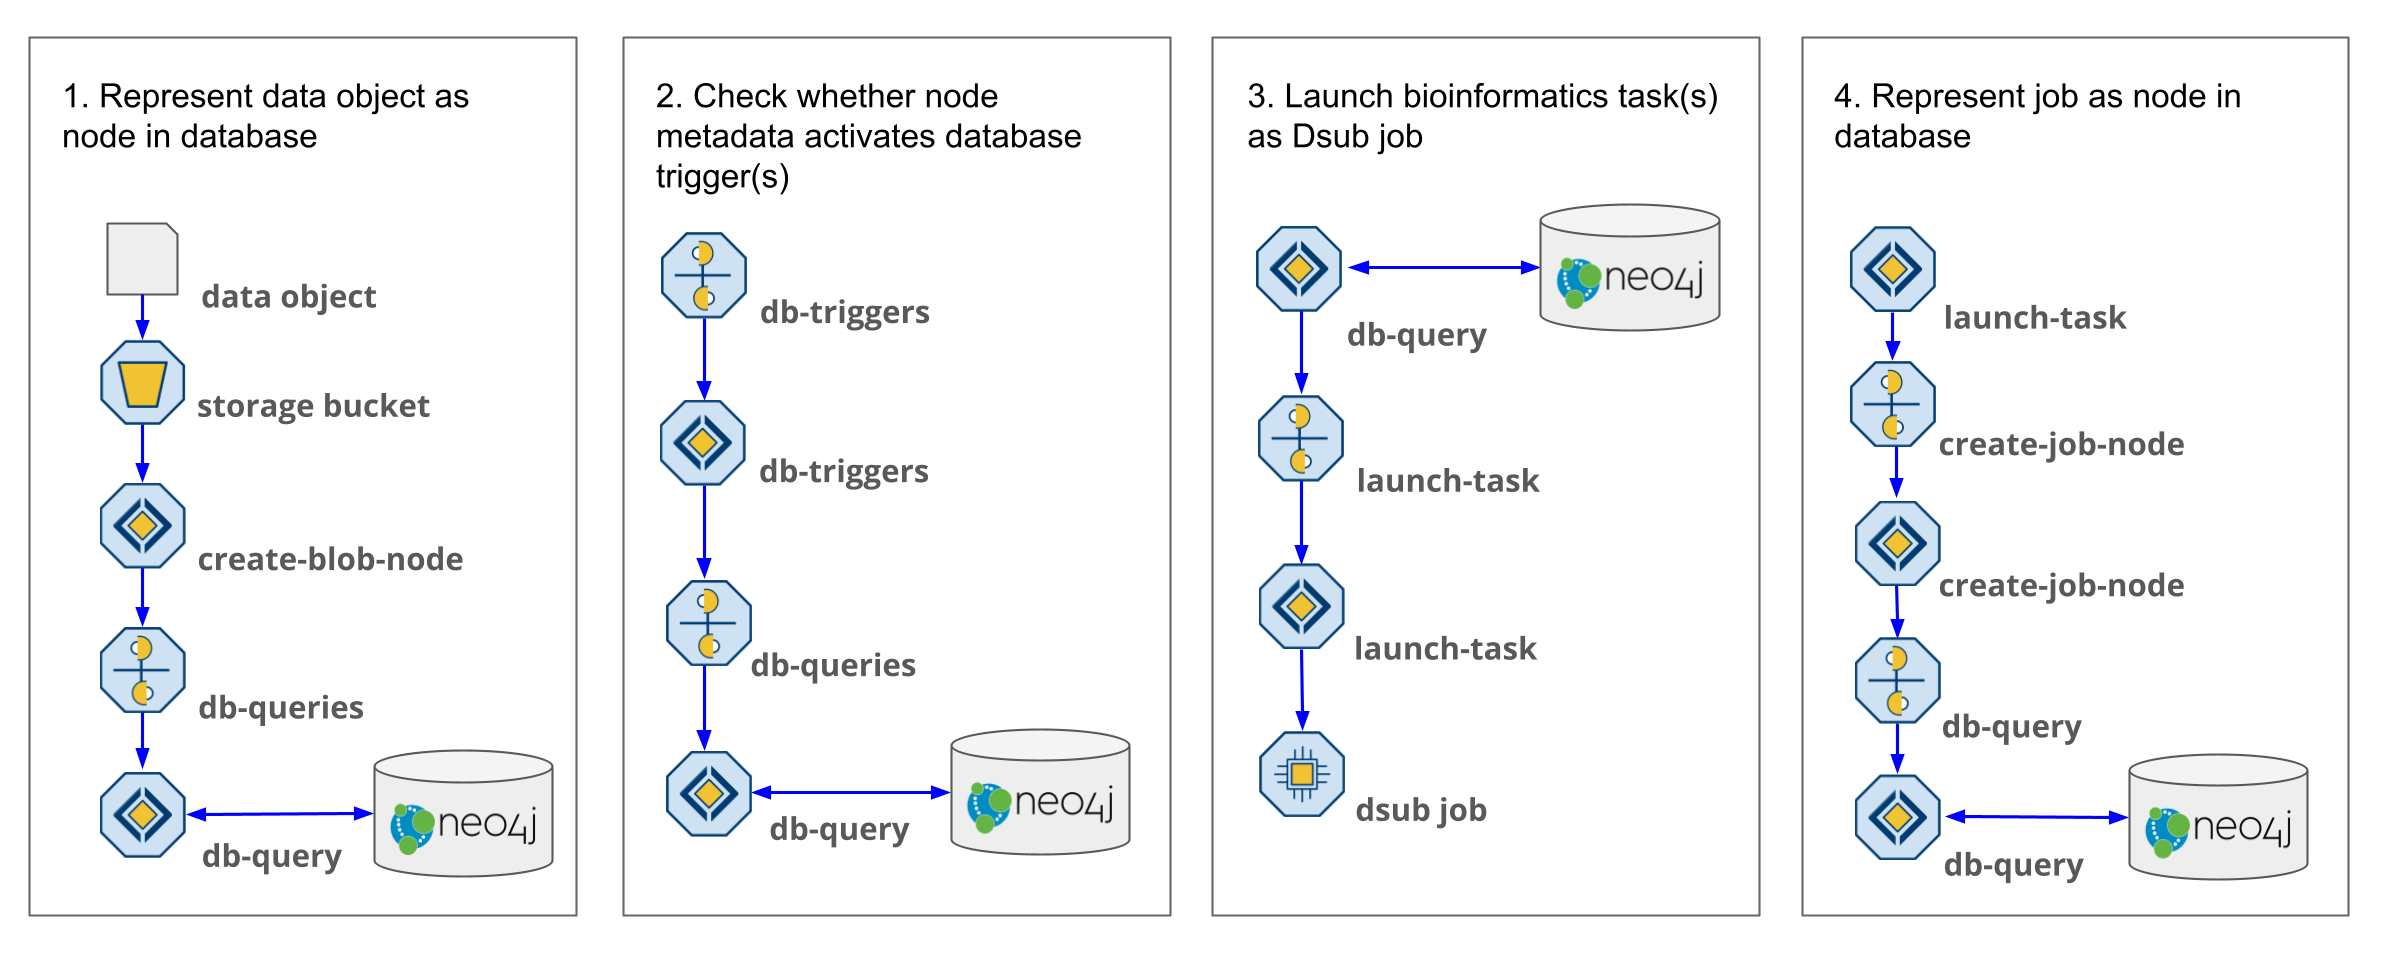 1. Represent data object as
node in database
data object
storage bucket
create-blob-node
db-queries
neo4j
db-query
2. Check whether node
metadata activates database
trigger(s)
db-triggers
db-triggers
db-queries
neo4j
db-query
3. Launch bioinformatics task(s)
as Dsub job
neo4j
db-query
launch-task
launch-task
dsub job
4. Represent job as node in
database
launch-task
create-job-node
create-job-node
db-query
neo4j
db-query